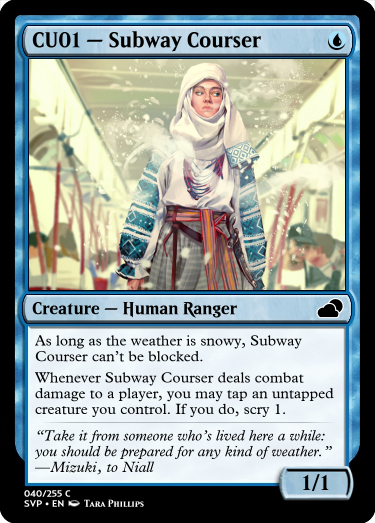 CU01 — Subway Courser
Creature — Human Ranger
As long as the weather is snowy, Subway
Courser can't be blocked.
Whenever Subway Courser deals combat
damage to a player, you may tap an untapped
creature you control. If you do, scry 1.
“Take it from someone who’s lived here a while:
you should be prepared for any kind of weather.”
—Mizuki, to Niall
1/1
040/255 C
SVP • EN Tara Phillips